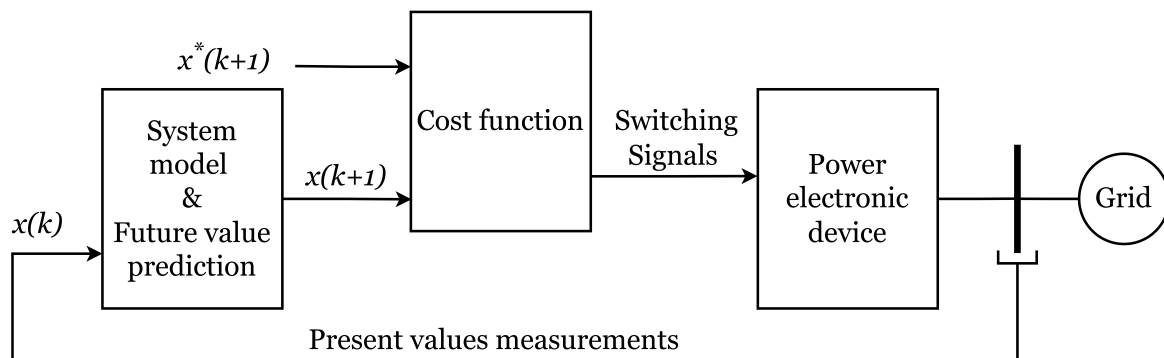 x*(k+1)
System
model
&
Future value
prediction
x(k)
x(k+1)
Cost function
Switching
Signals
Power
electronic
device
Grid
Present values measurements